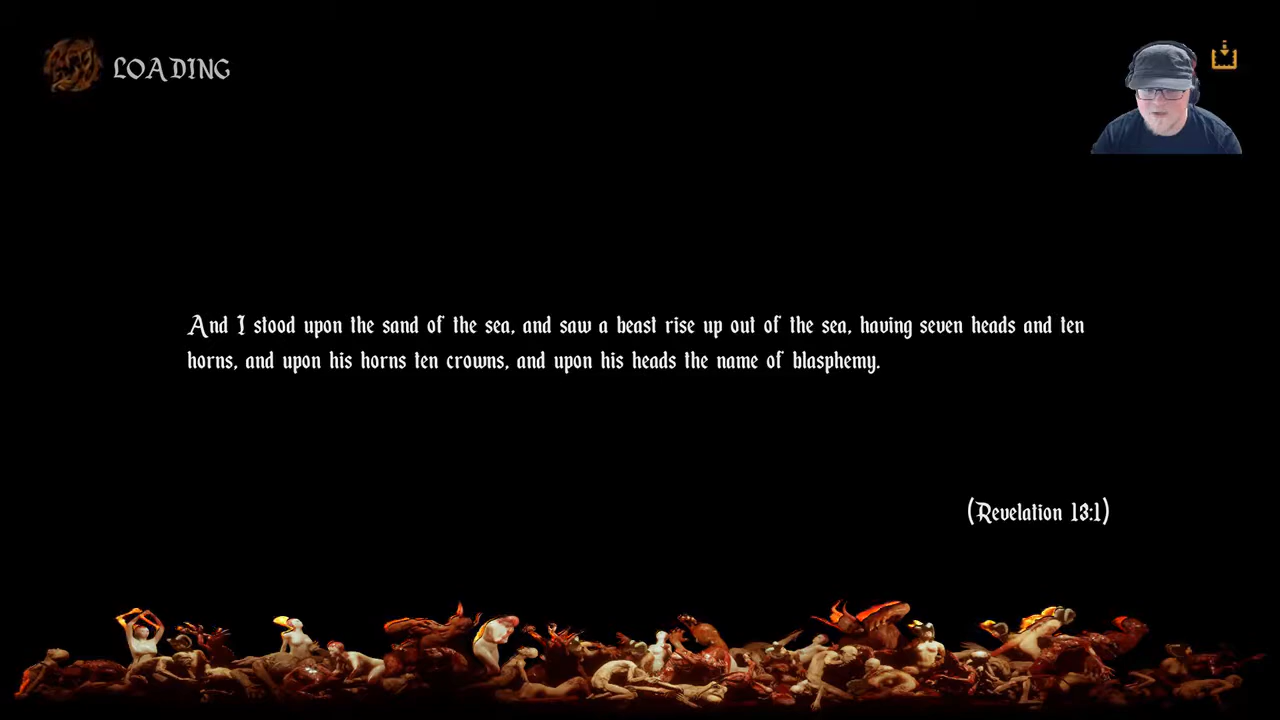 LOADING
And I stood upon the sand of the sea, and saw a beast rise up out of the sea, having seven heads and ten
horns, and upon his horns ten crowns, and upon his heads the name of blasphemy.
(Revelation 13:1)